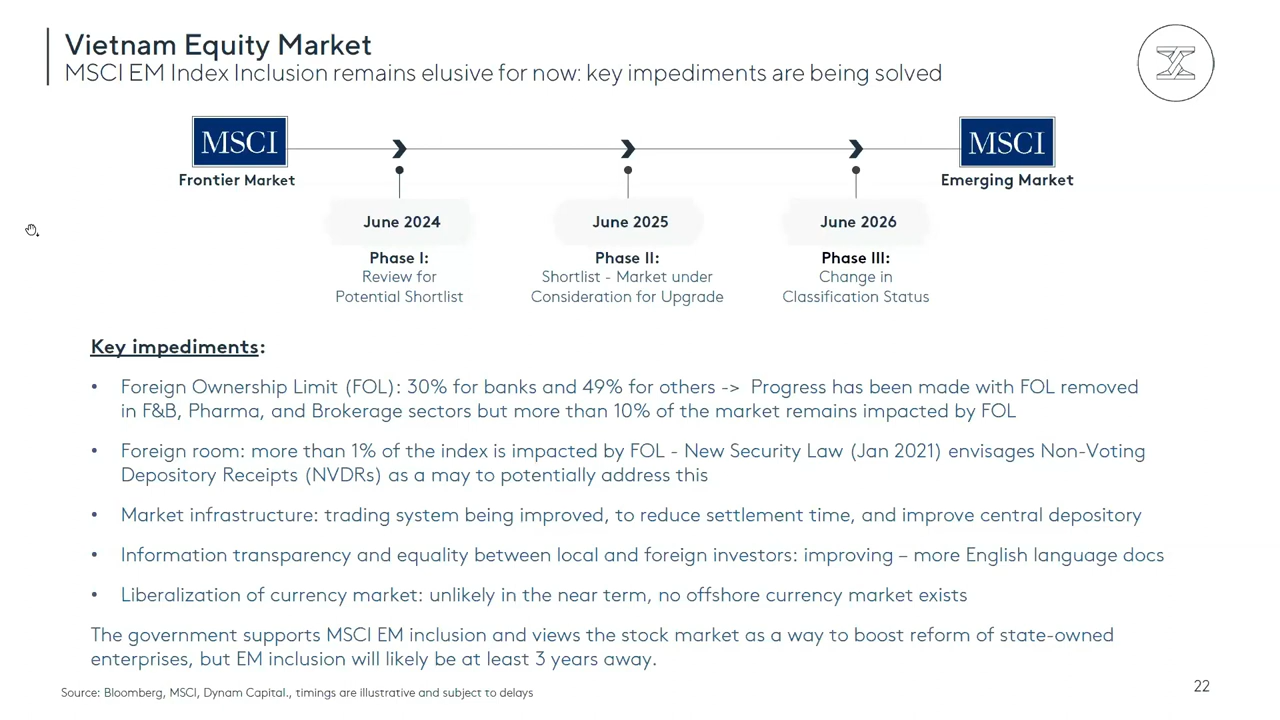 Vietnam Equity Market
MSCI EM Index Inclusion remains elusive for now: key impediments are being solved
MSCI
MSCI
Frontier Market
Emerging Market
June 2024
June 2025
June 2026
Phase I:
Review for
Potential Shortlist
Phase II:
Shortlist - Market under
Consideration for Upgrade
Phase III:
Change in
Classification Status
Key impediments:
• Foreign Ownership Limit (FOL): 30% for banks and 49% for others -> Progress has been made with FOL removed
in F&B, Pharma, and Brokerage sectors but more than 10% of the market remains impacted by FOL
• Foreign room: more than 1% of the index is impacted by FOL - New Security Law (Jan 2021) envisages Non-Voting
Depository Receipts (NVDRs) as a may to potentially address this
• Market infrastructure: trading system being improved, to reduce settlement time, and improve central depository
• Information transparency and equality between local and foreign investors: improving – more English language docs
• Liberalization of currency market: unlikely in the near term, no offshore currency market exists
The government supports MSCI EM inclusion and views the stock market as a way to boost reform of state-owned
enterprises, but EM inclusion will likely be at least 3 years away.
Source: Bloomberg, MSCI, Dynam Capital., timings are illustrative and subject to delays
22